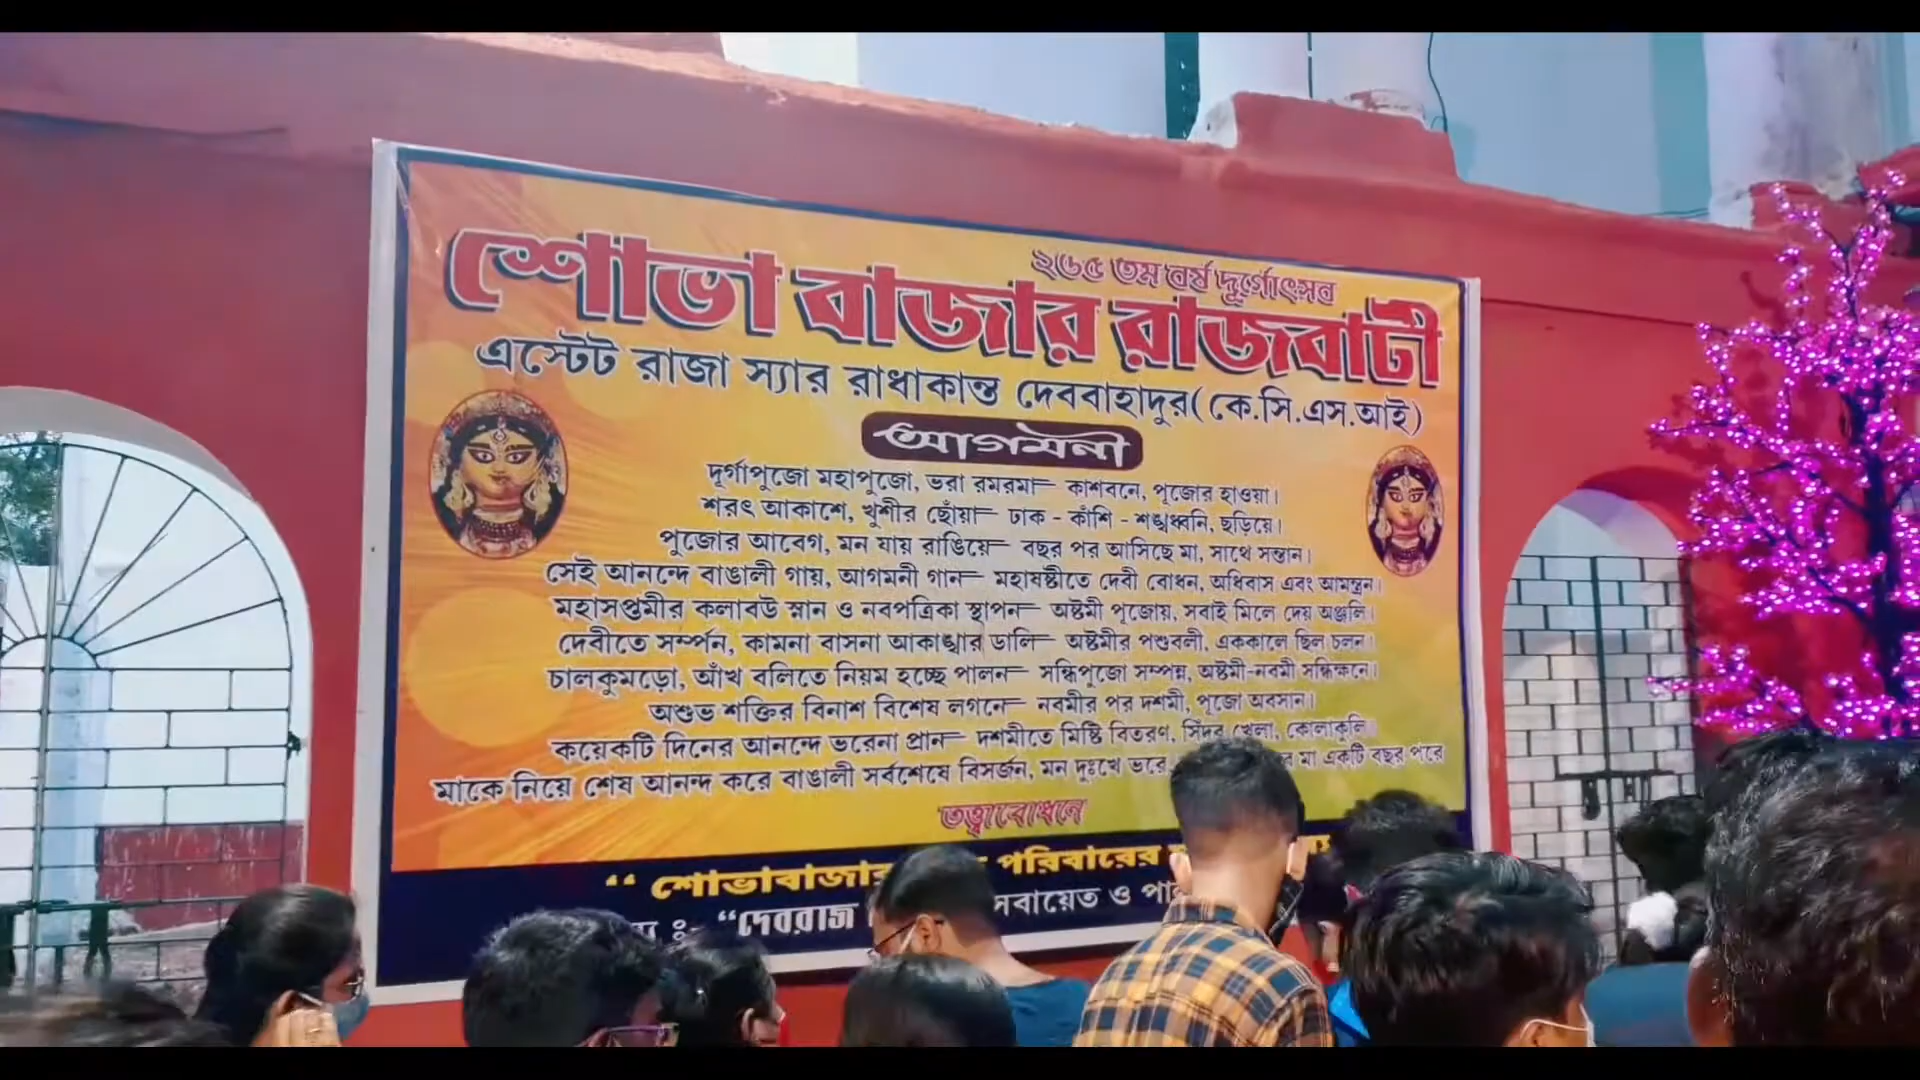 ২৬৫ তম বর্ষ দূর্গোৎসব
শোভা বাজার রাজবাটী
এস্টেট রাজা স্যার রাধাকান্ত দেববাহাদুর(কে.সি.এস.আই)
আগমনী
দূর্গাপুজো মহাপুজো, ভরা রমরমা– কাশবনে, পূজোর হাওয়া।
শরৎ আকাশে, খুশীর ছোঁয়া– ঢাক - কাঁশি - শঙ্খধ্বনি, ছড়িয়ে।
পুজোর আবেগ, মন যায় রাঙিয়ে– বছর পর আসিছে মা, সাথে সন্তান।
সেই আনন্দে বাঙালী গায়, আগমনী গান– মহাষষ্ঠীতে দেবী বোধন, অধিবাস এবং আমন্ত্রন।
মহাসপ্তমীর কলাবউ স্নান ও নবপত্রিকা স্থাপন– অষ্টমী পূজোয়, সবাই মিলে দেয় অঞ্জলি।
দেবীতে সর্ম্পন, কামনা বাসনা আকাঙ্খার ডালি– অষ্টমীর পশুবলী, এককালে ছিল চলন।
চালকুমড়ো, আঁখ বলিতে নিয়ম হচ্ছে পালন– সন্ধিপুজো সম্পন্ন, অষ্টমী-নবমী সন্ধিক্ষনে।
অশুভ শক্তির বিনাশ বিশেষ লগনে– নবমীর পর দশমী, পূজো অবসান।
কয়েকটি দিনের আনন্দে ভরেনা প্রান– দশমীতে মিষ্টি বিতরণ, সিঁদুর খেলা, কোলাকুলি।
মাকে নিয়ে শেষ আনন্দ করে বাঙালী সর্বশেষে বিসর্জন, মন দুঃখে ভরে মা একটি বছর পরে
তত্ত্বাবোধনে
“ শোভাবাজার পরিবারের
ঃ- “দেবরাজ ও